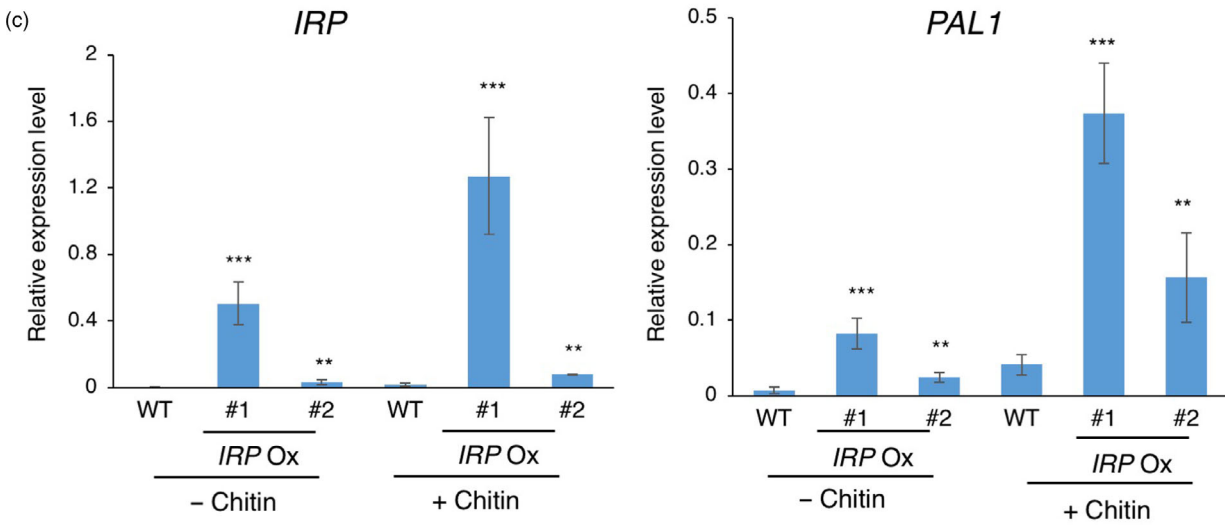 (c)
IRP
Relative expression level
2
1.6
1.2
0.8
0.4
0
***
**
***
**
WT #1 #2 WT #1 #2
IRP Ox IRP Ox
– Chitin + Chitin
PAL1
Relative expression level
0.5
0.4
0.3
0.2
0.1
0
***
**
***
**
WT #1 #2 WT #1 #2
IRP Ox IRP Ox
– Chitin + Chitin